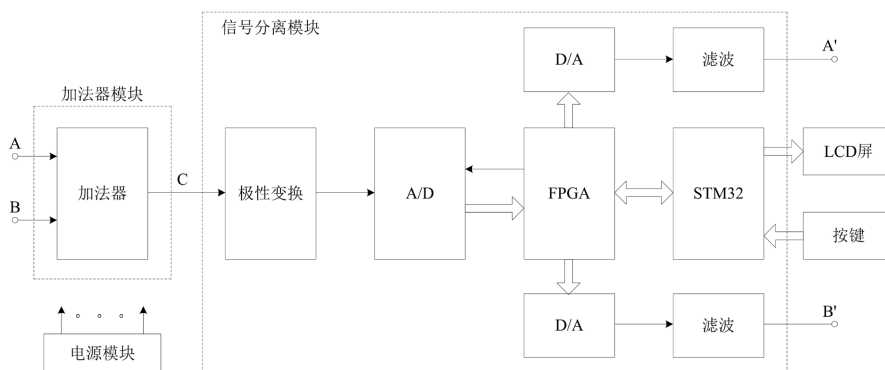 信号分离模块
D/A
滤波
A'
加法器模块
A
B
加法器
C
极性变换
A/D
FPGA
STM32
LCD屏
按键
D/A
滤波
B'
电源模块